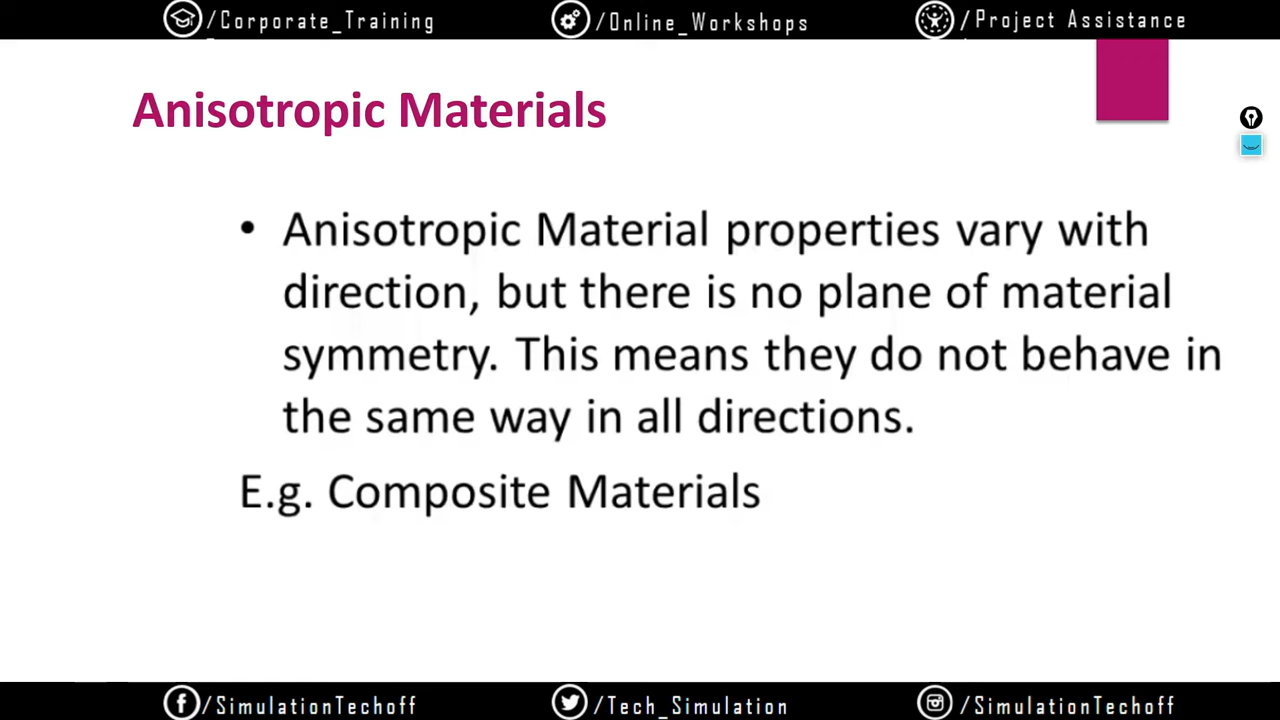 /Corporate_Training
/Online_Workshops
/Project Assistance
Anisotropic Materials
• Anisotropic Material properties vary with
direction, but there is no plane of material
symmetry. This means they do not behave in
the same way in all directions.
E.g. Composite Materials
/SimulationTechoff
/Tech_Simulation
/SimulationTechoff